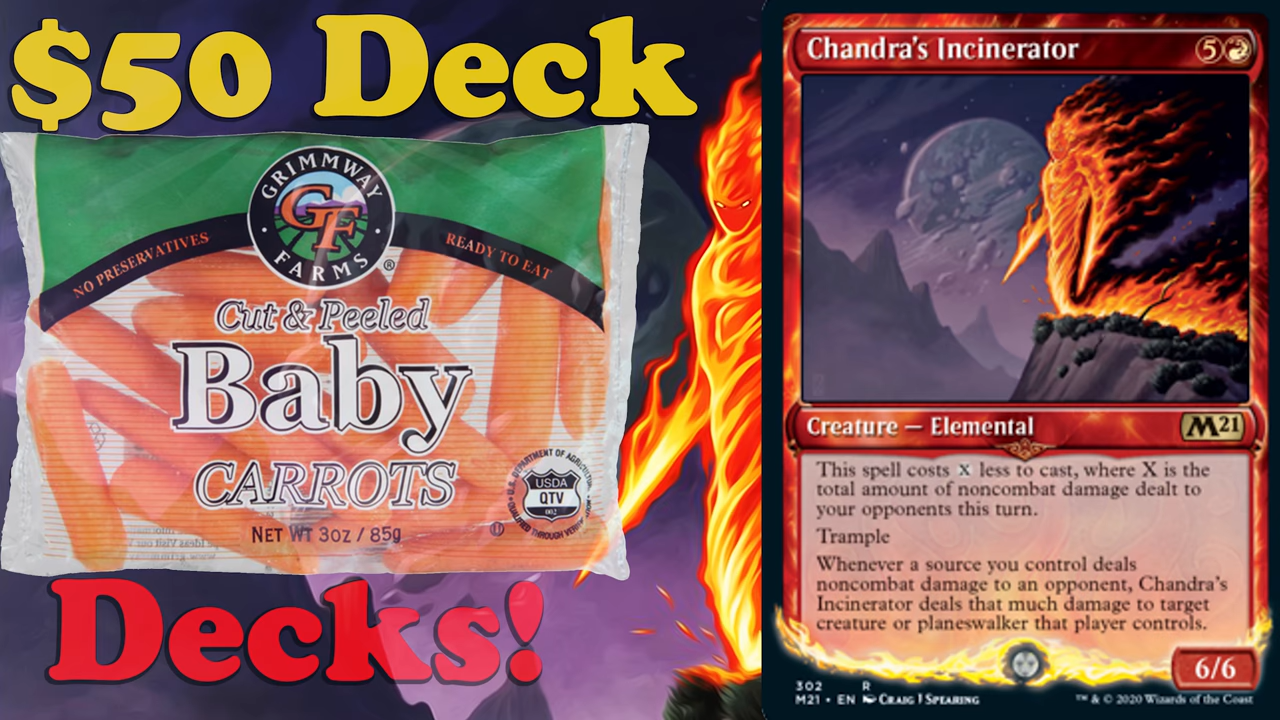 $50 Deck
GRIMMWAY
GF
FARMS
®
NO PRESERVATIVES
READY TO EAT
Cut & Peeled
Baby
CARROTS
NET WT 3oz / 85g
USDA
QTV
002
Decks!
Chandra's Incinerator
5
Creature — Elemental
M21
This spell costs X less to cast, where X is the
total amount of noncombat damage dealt to
your opponents this turn.
Trample
Whenever a source you control deals
noncombat damage to an opponent, Chandra's
Incinerator deals that much damage to target
creature or planeswalker that player controls.
6/6
302 R
M21 • EN CRAIG J SPEARING
™ & © 2020 Wizards of the Coast